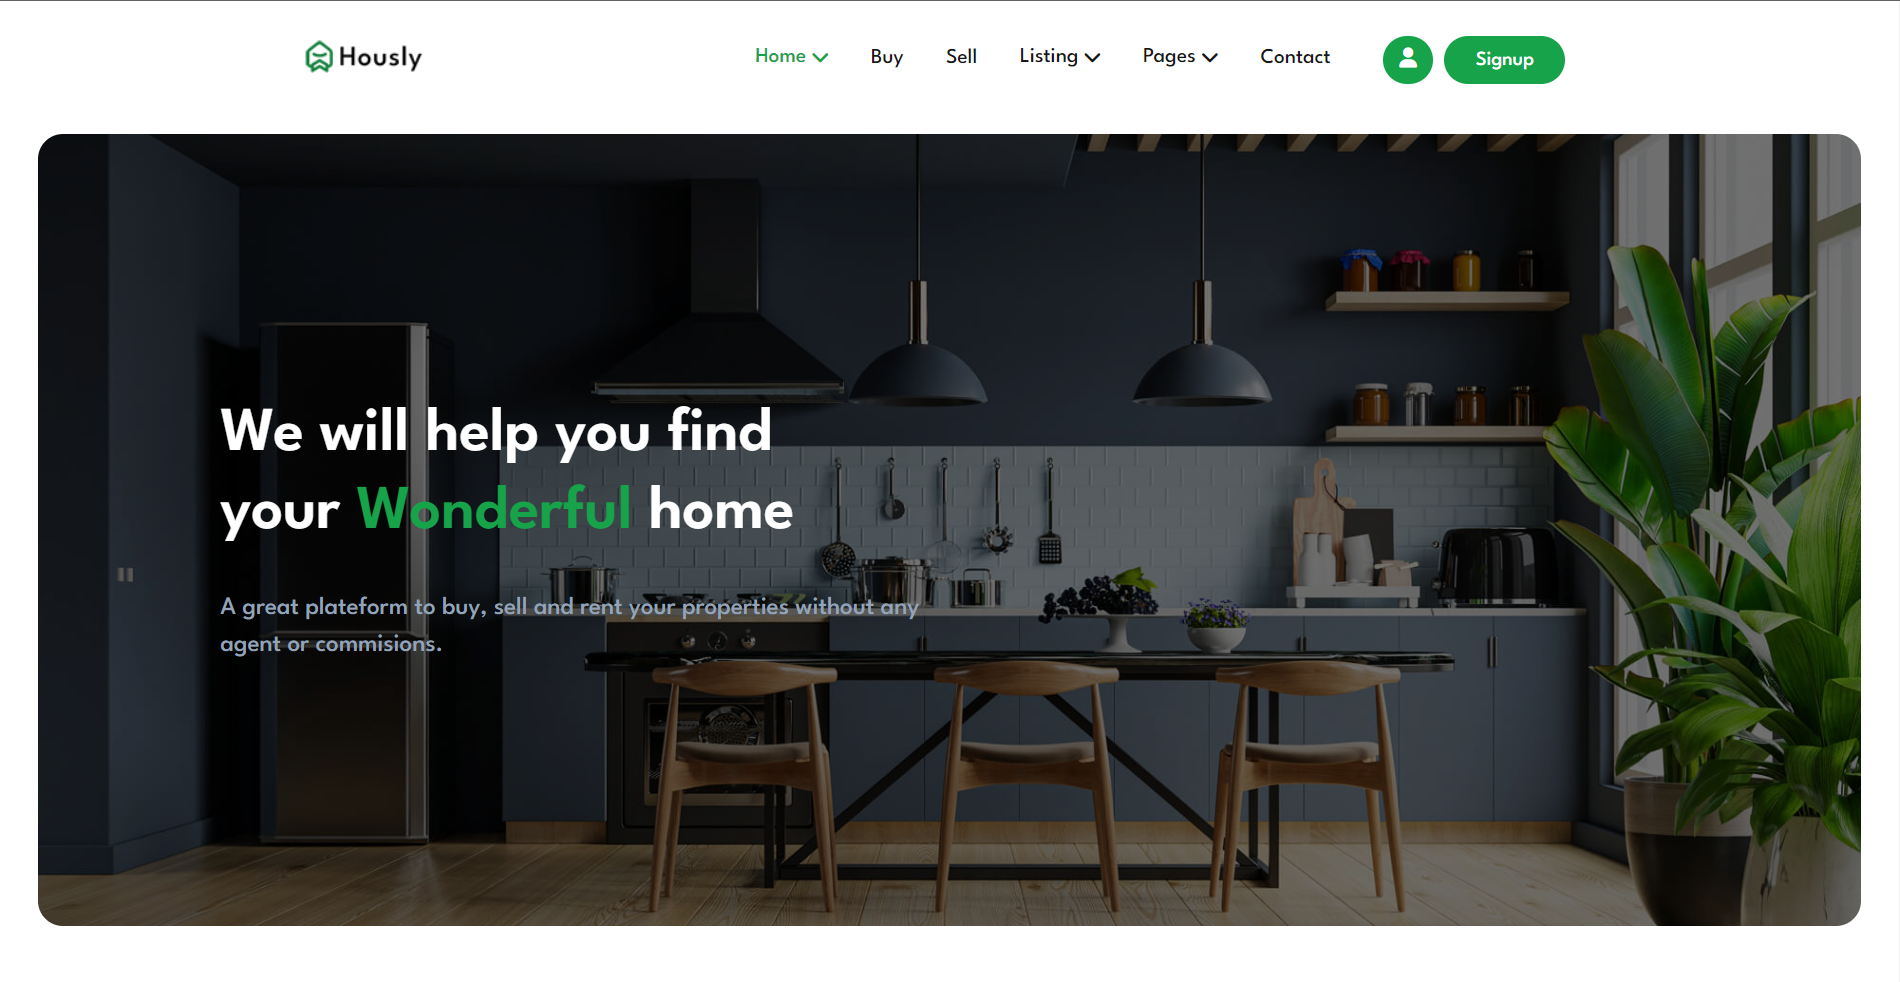 Hously
Home
Buy
Sell
Listing
Pages
Contact
Signup
We will help you find
your Wonderful home
A great plateform to buy, sell and rent your properties without any
agent or commisions.